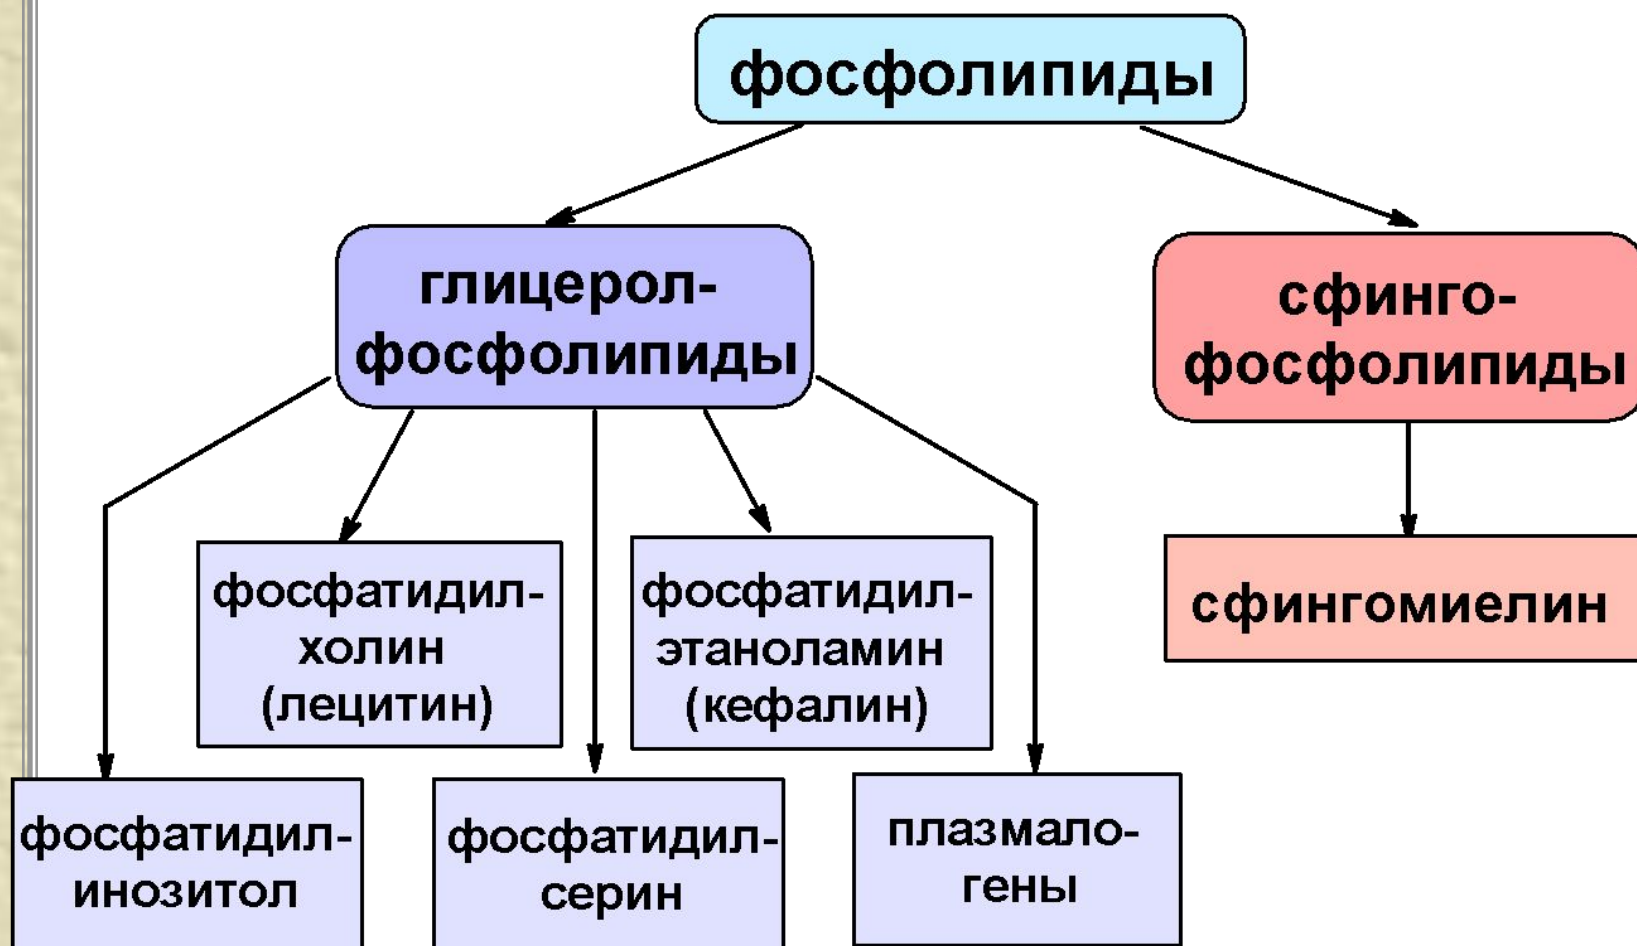 фосфолипиды
глицерол-
фосфолипиды
сфинго-
фосфолипиды
фосфатидил-
холин
(лецитин)
фосфатидил-
этаноламин
(кефалин)
сфингомиелин
фосфатидил-
инозитол
фосфатидил-
серин
плазмало-
гены